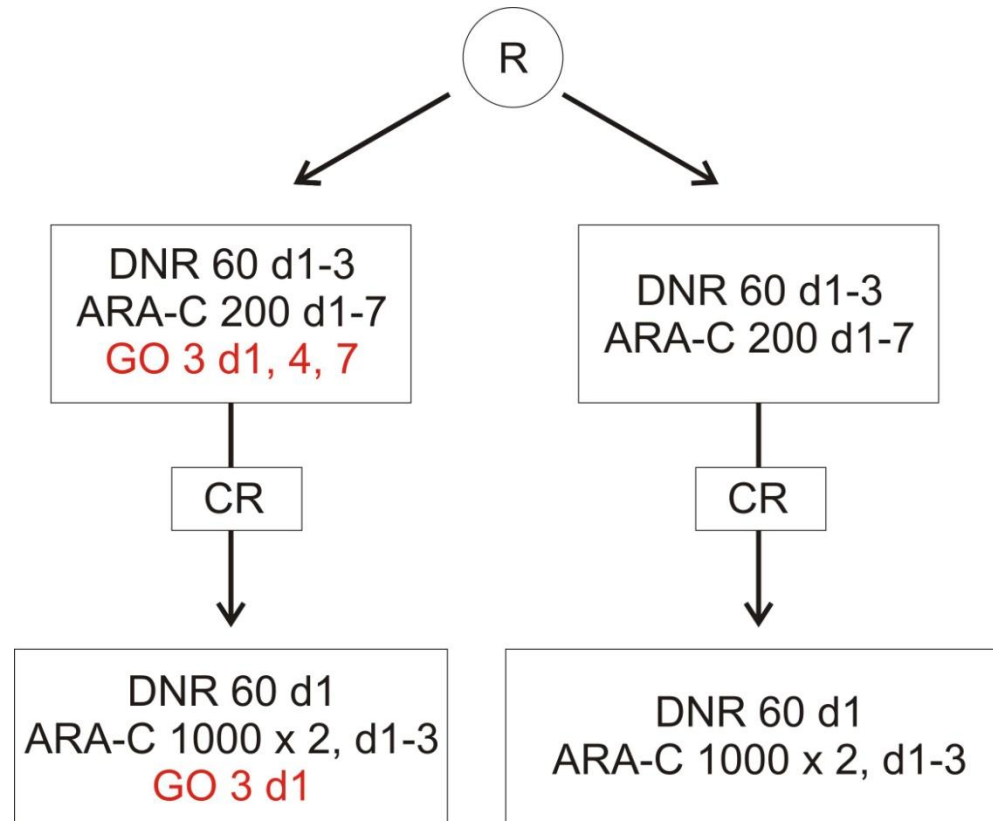 R
DNR 60 d1-3
ARA-C 200 d1-7
GO 3 d1, 4, 7
DNR 60 d1-3
ARA-C 200 d1-7
CR
CR
DNR 60 d1
ARA-C 1000 x 2, d1-3
GO 3 d1
DNR 60 d1
ARA-C 1000 x 2, d1-3